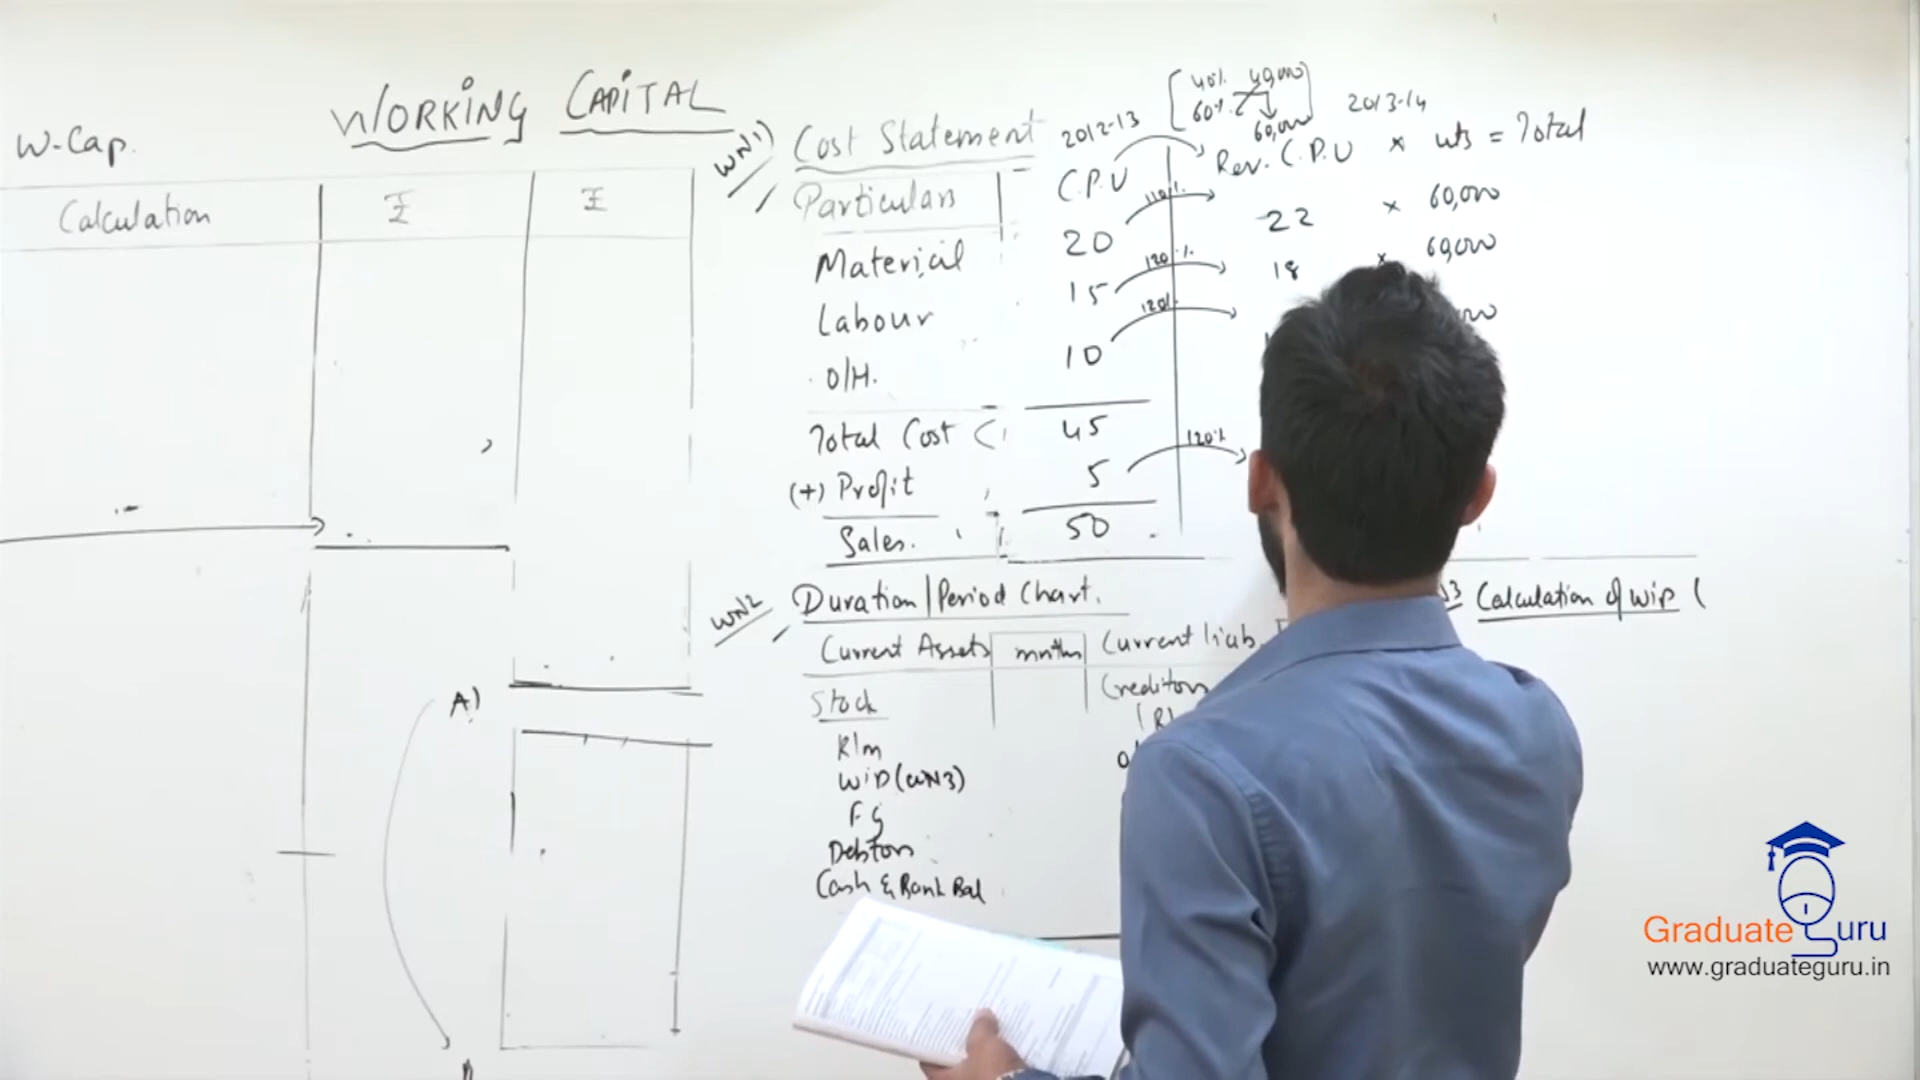 WORKING CAPITAL
W-Cap.
Calculation ₹ ₹
A)
WN1) Cost Statement 2012-13 2013-14
40% 40,000
60% 60,000
Particulars C.P.U Rev. C.P.U × uts = Total
Material 20 110% 22 × 60,000
Labour 15 120% 18 × 60,000
O/H. 10 120%
Total Cost 45
(+) Profit 5 120%
Sales. 50
WN2 Duration/Period Chart.
Current Assets months Current Liab.
Stock Creditors
R/m
WIP (WN3)
FG
Debtors
Cash & Bank Bal
Calculation of WIP (
Graduate Guru
www.graduateguru.in